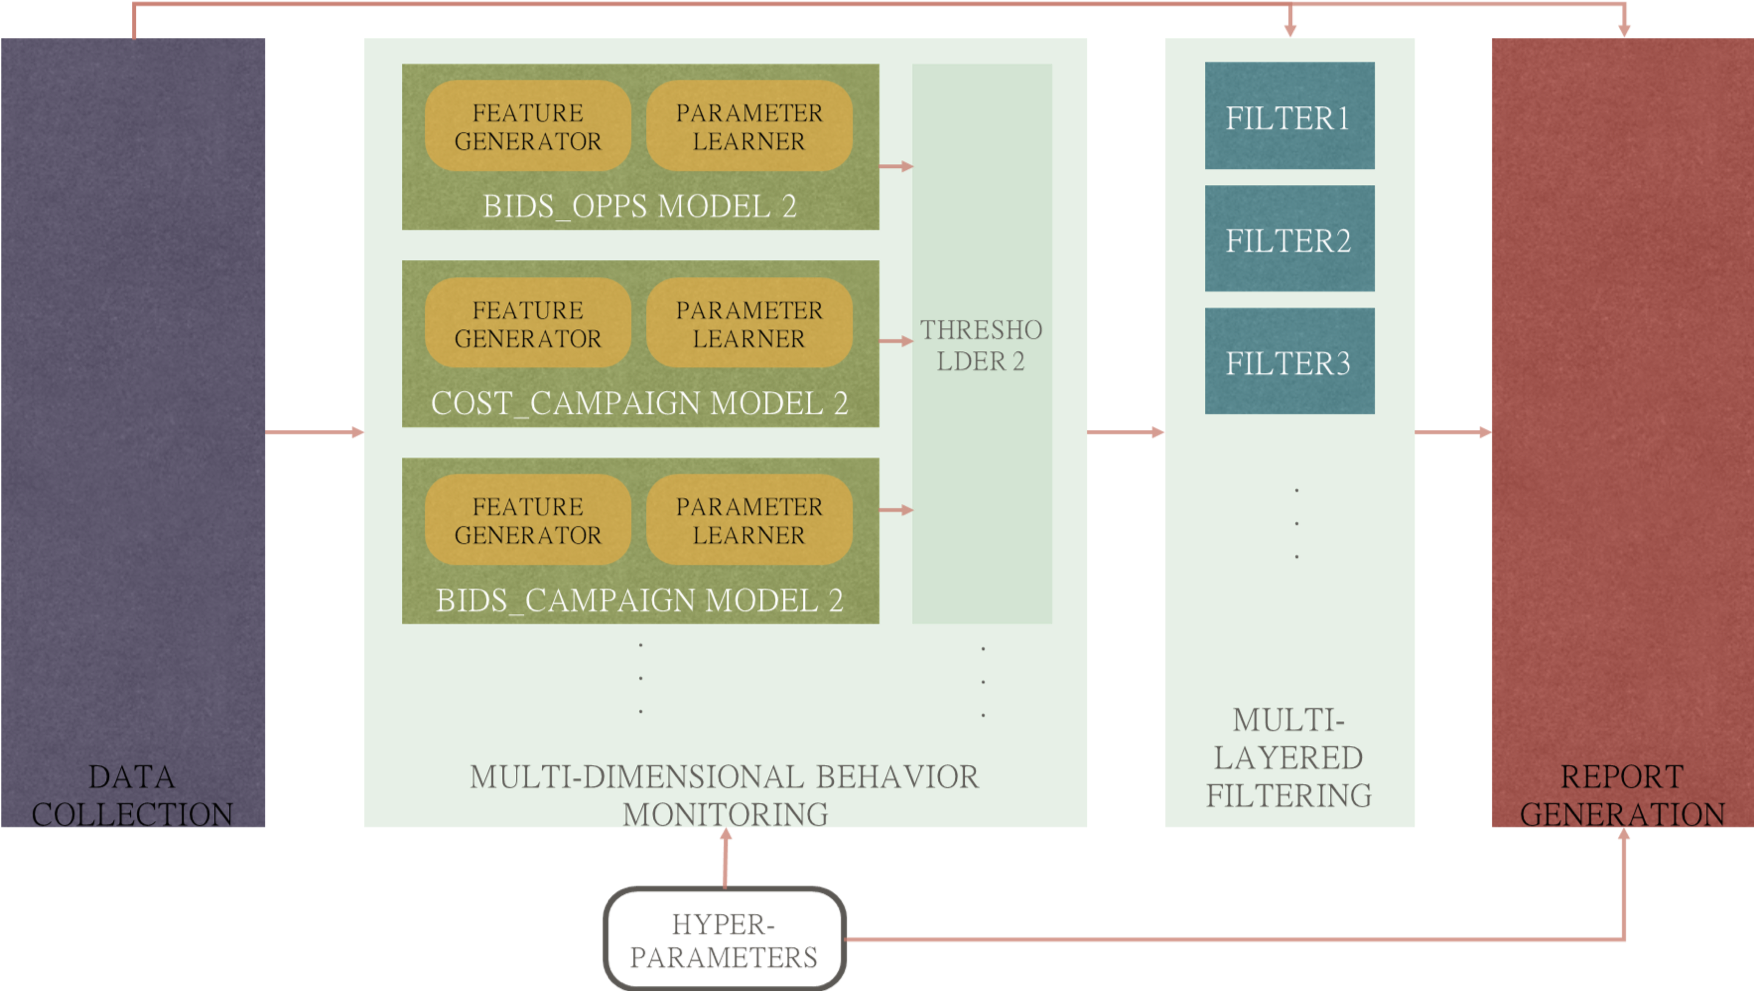 FEATURE
GENERATOR
PARAMETER
LEARNER
BIDS_OPPS MODEL 2
FEATURE
GENERATOR
PARAMETER
LEARNER
COST_CAMPAIGN MODEL 2
FEATURE
GENERATOR
PARAMETER
LEARNER
BIDS_CAMPAIGN MODEL 2
THRESHO
LDER 2
FILTER1
FILTER2
FILTER3
DATA
COLLECTION
MULTI-DIMENSIONAL BEHAVIOR
MONITORING
MULTI-
LAYERED
FILTERING
REPORT
GENERATION
HYPER-
PARAMETERS